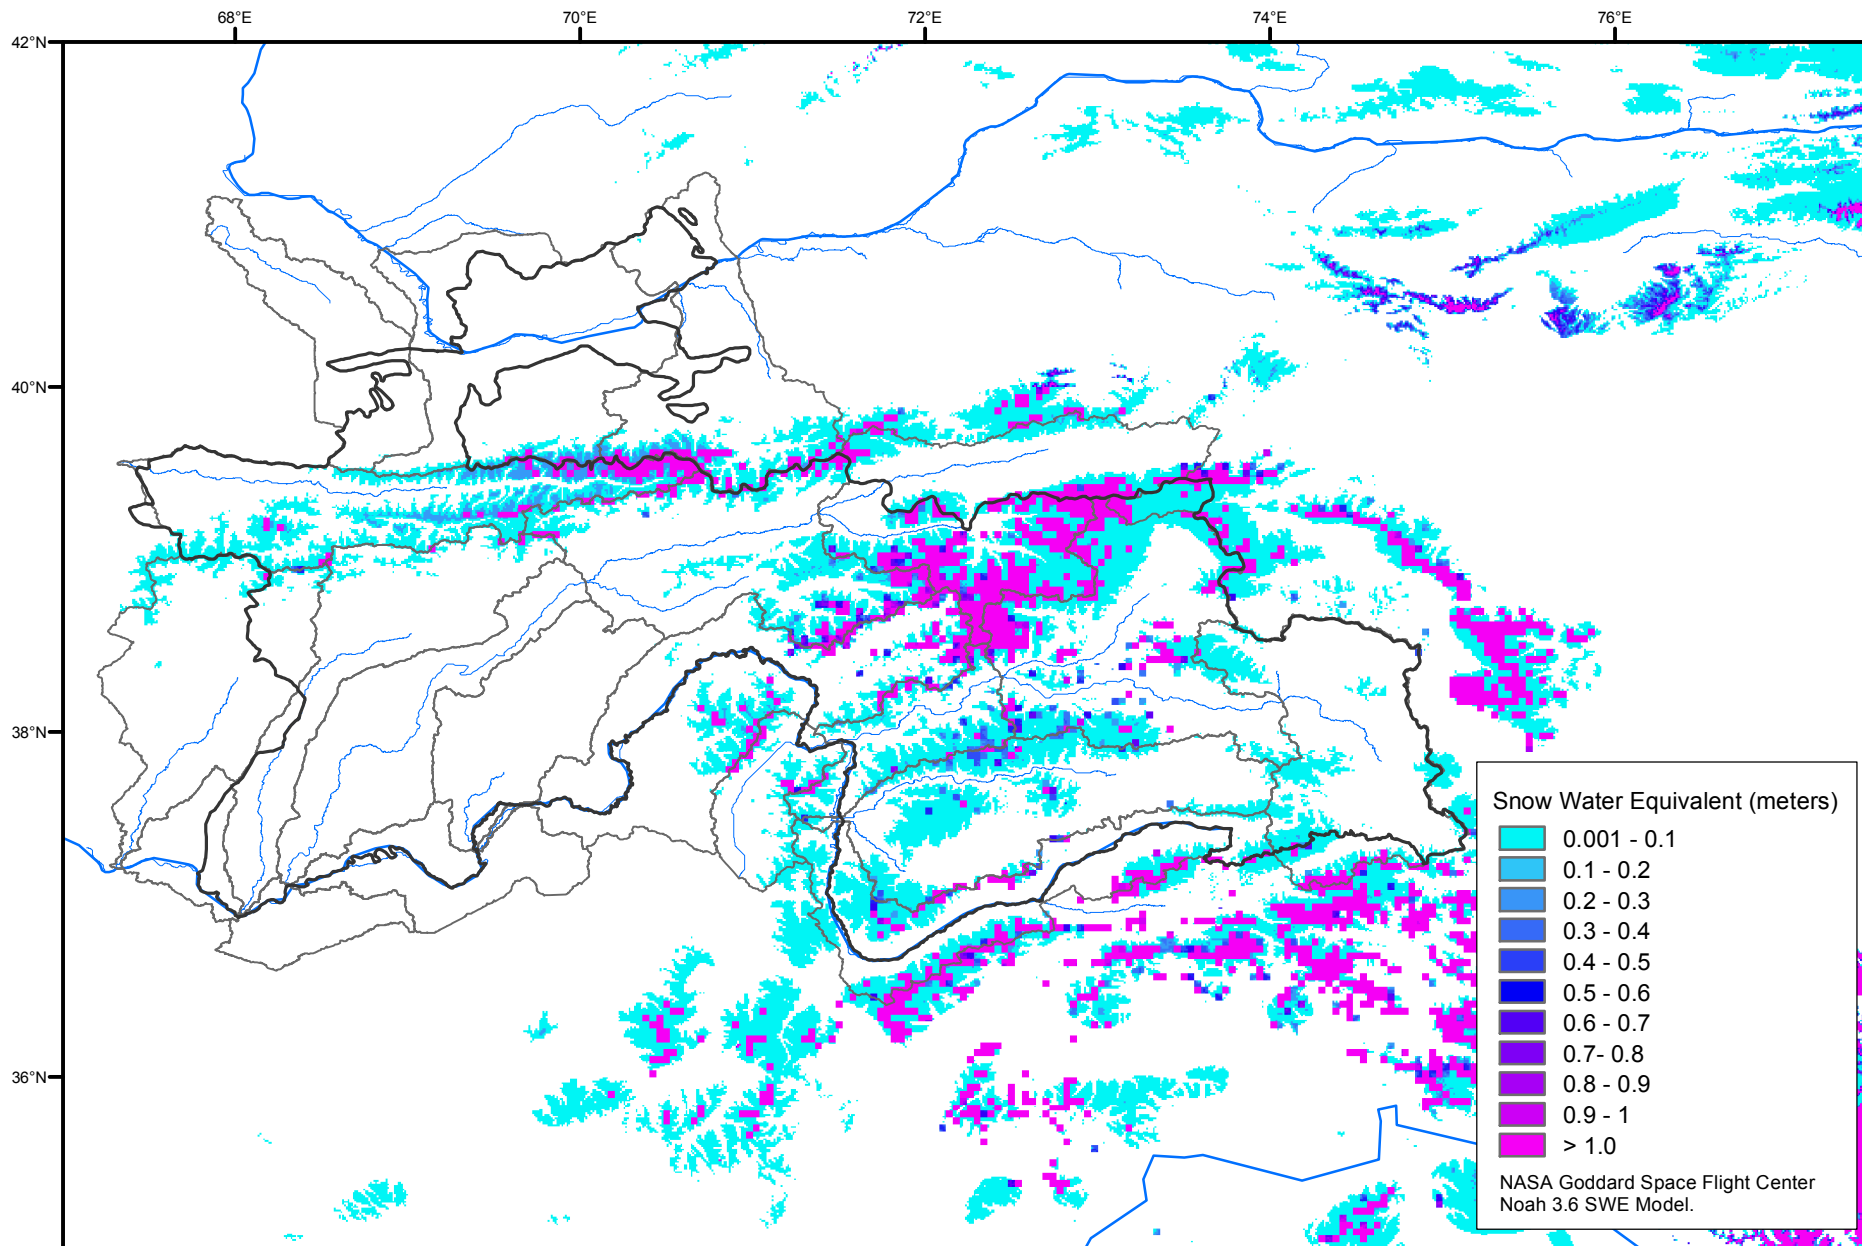 68°E 70°E 72°E 74°E 76°E
42°N
40°N
38°N
36°N
Snow Water Equivalent (meters)
0.001 - 0.1
0.1 - 0.2
0.2 - 0.3
0.3 - 0.4
0.4 - 0.5
0.5 - 0.6
0.6 - 0.7
0.7- 0.8
0.8 - 0.9
0.9 - 1
> 1.0
NASA Goddard Space Flight Center
Noah 3.6 SWE Model.